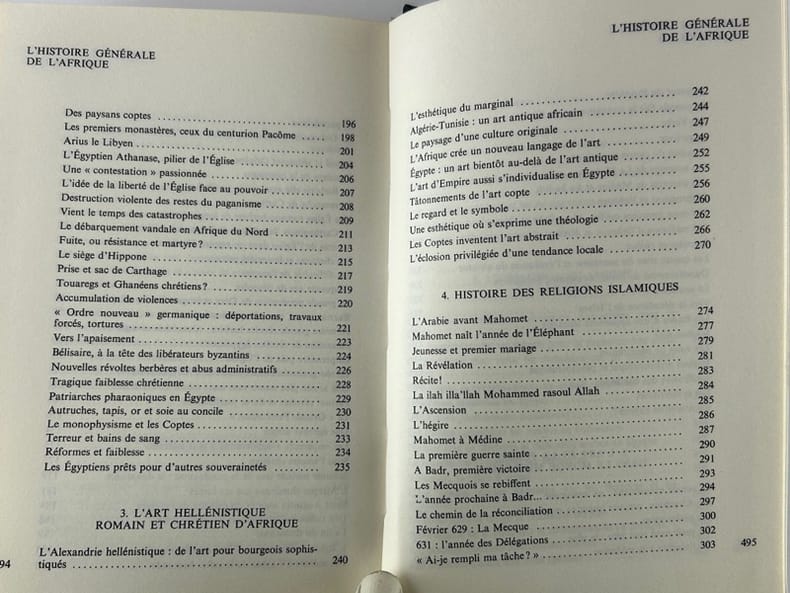 L'HISTOIRE GÉNÉRALE
DE L'AFRIQUE
Des paysans coptes ........................ 196
Les premiers monastères, ceux du centurion Pacôme ..... 198
Arius le Libyen ........................ 201
L'Égyptien Athanase, pilier de l'Église ........................ 204
Une « contestation » passionnée ........................ 206
L'idée de la liberté de l'Église face au pouvoir ............ 207
Destruction violente des restes du paganisme ............ 208
Vient le temps des catastrophes ........................ 209
Le débarquement vandale en Afrique du Nord ............ 211
Fuite, ou résistance et martyre ? ........................ 213
Le siège d'Hippone ........................ 215
Prise et sac de Carthage ........................ 217
Touaregs et Ghanéens chrétiens ? ........................ 219
Accumulation de violences ........................ 220
« Ordre nouveau » germanique : déportations, travaux
forcés, tortures ........................ 221
Vers l'apaisement ........................ 223
Bélisaire, à la tête des libérateurs byzantins ............ 224
Nouvelles révoltes berbères et abus administratifs ........ 226
Tragique faiblesse chrétienne ........................ 228
Patriarches pharaoniques en Égypte ........................ 229
Autruches, tapis, or et soie au concile ............ 230
Le monophysisme et les Coptes ........................ 231
Terreur et bains de sang ........................ 233
Réformes et faiblesse ........................ 234
Les Égyptiens prêts pour d'autres souverainetés ......... 235
3. L'ART HELLÉNISTIQUE
ROMAIN ET CHRÉTIEN D'AFRIQUE
L'Alexandrie hellénistique : de l'art pour bourgeois sophis-
tiqués ........................ 240
94
L'HISTOIRE GÉNÉRALE
DE L'AFRIQUE
L'esthétique du marginal ........................ 242
Algérie-Tunisie : un art antique africain ............ 244
Le paysage d'une culture originale ........................ 247
L'Afrique crée un nouveau langage de l'art ............ 249
Égypte : un art bientôt au-delà de l'art antique ......... 252
L'art d'Empire aussi s'individualise en Égypte ......... 255
Tâtonnements de l'art copte ........................ 256
Le regard et le symbole ........................ 260
Une esthétique où s'exprime une théologie ............ 262
Les Coptes inventent l'art abstrait ............ 266
L'éclosion privilégiée d'une tendance locale ............ 270
4. HISTOIRE DES RELIGIONS ISLAMIQUES
L'Arabie avant Mahomet ........................ 274
Mahomet naît l'année de l'Éléphant ............ 277
Jeunesse et premier mariage ........................ 279
La Révélation ........................ 281
Récite ! ........................ 283
La ilah illa'llah Mohammed rasoul Allah ............ 284
L'Ascension ........................ 285
L'hégire ........................ 286
Mahomet à Médine ........................ 287
La première guerre sainte ........................ 290
A Badr, première victoire ........................ 291
Les Mecquois se rebiffent ........................ 293
L'année prochaine à Badr... ........................ 294
Le chemin de la réconciliation ........................ 297
Février 629 : La Mecque ........................ 300
631 : l'année des Délégations ........................ 302
« Ai-je rempli ma tâche ? » ........................ 303
495